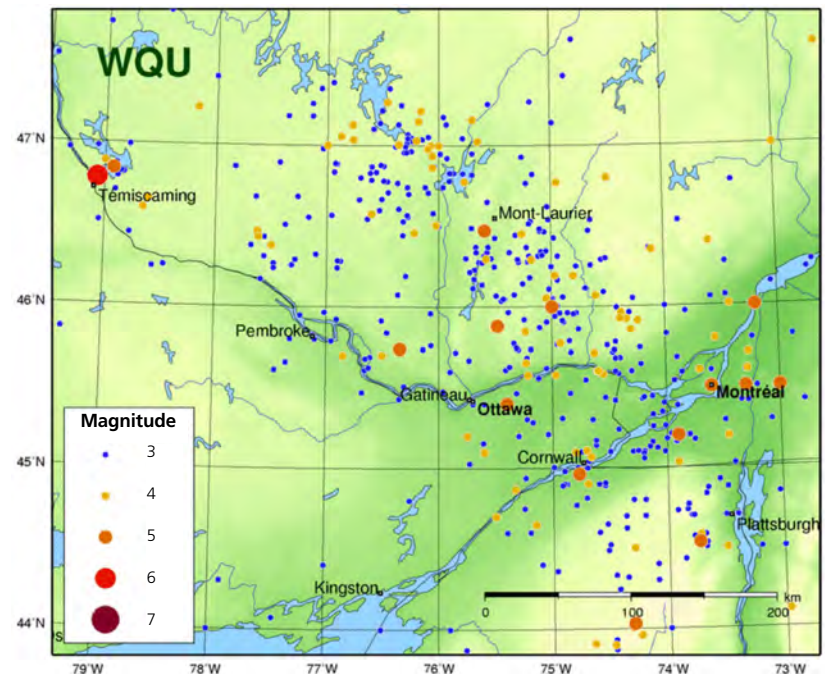 WQU
47°N
Témiscaming
Mont-Laurier
46°N
Pembroke
Gatineau
Ottawa
Montréal
Magnitude
3
4
5
6
7
45°N
Cornwall
Plattsburgh
Kingston
km
0 100 200
44°N
79°W 78°W 77°W 76°W 75°W 74°W 73°W